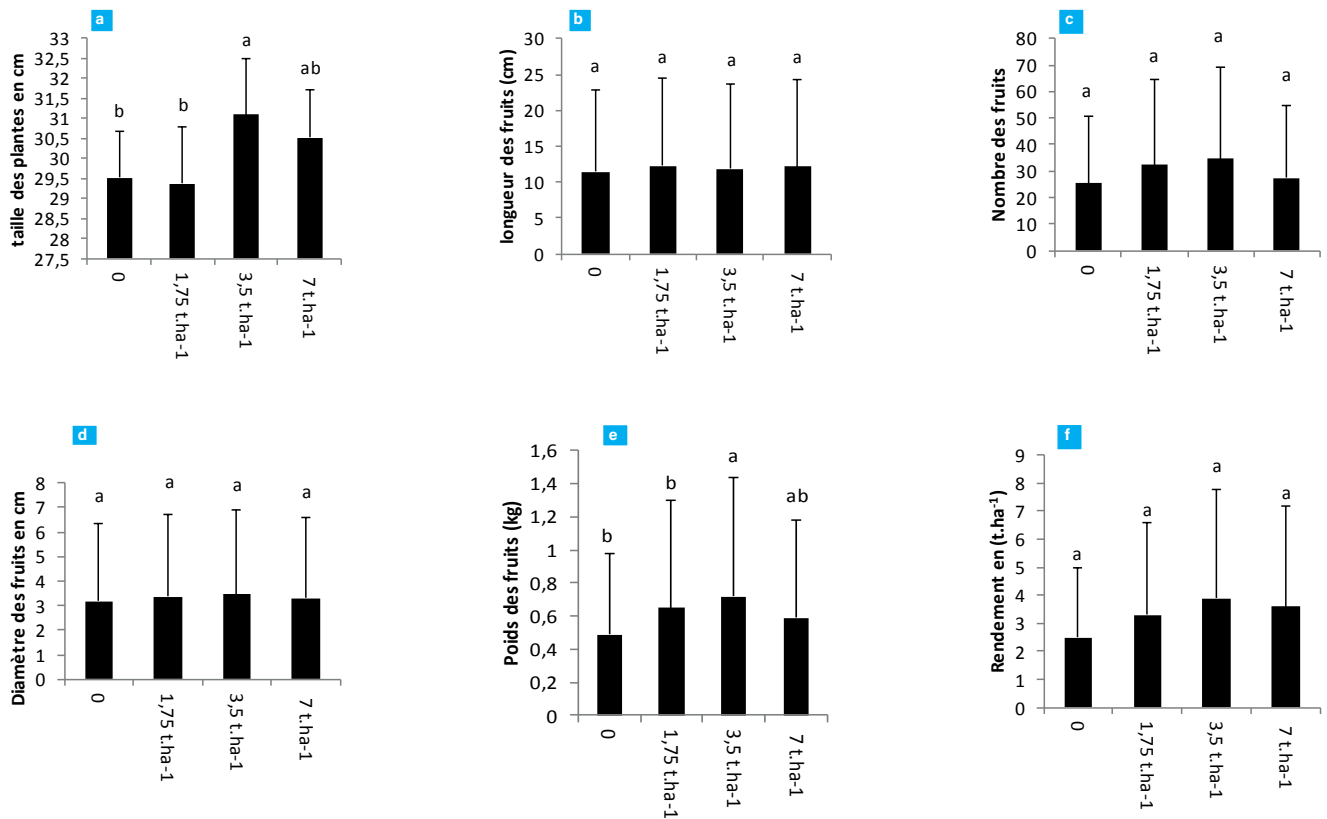 a
taille des plantes en cm
33
32,5
32
31,5
31
30,5
30
29,5
29
28,5
28
27,5
b
b
a
ab
0
1,75 t.ha-1
3,5 t.ha-1
7 t.ha-1
b
longueur des fruits (cm)
30
25
20
15
10
5
0
a
a
a
a
0
1,75 t.ha-1
3,5 t.ha-1
7 t.ha-1
c
Nombre des fruits
80
70
60
50
40
30
20
10
0
a
a
a
a
0
1,75 t.ha-1
3,5 t.ha-1
7 t.ha-1
d
Diamètre des fruits en cm
8
7
6
5
4
3
2
1
0
a
a
a
a
0
1,75 t.ha-1
3,5 t.ha-1
7 t.ha-1
e
Poids des fruits (kg)
1,6
1,4
1,2
1
0,8
0,6
0,4
0,2
0
b
b
a
ab
0
1,75 t.ha-1
3,5 t.ha-1
7 t.ha-1
f
Rendement en (t.ha⁻¹)
9
8
7
6
5
4
3
2
1
0
a
a
a
a
0
1,75 t.ha-1
3,5 t.ha-1
7 t.ha-1